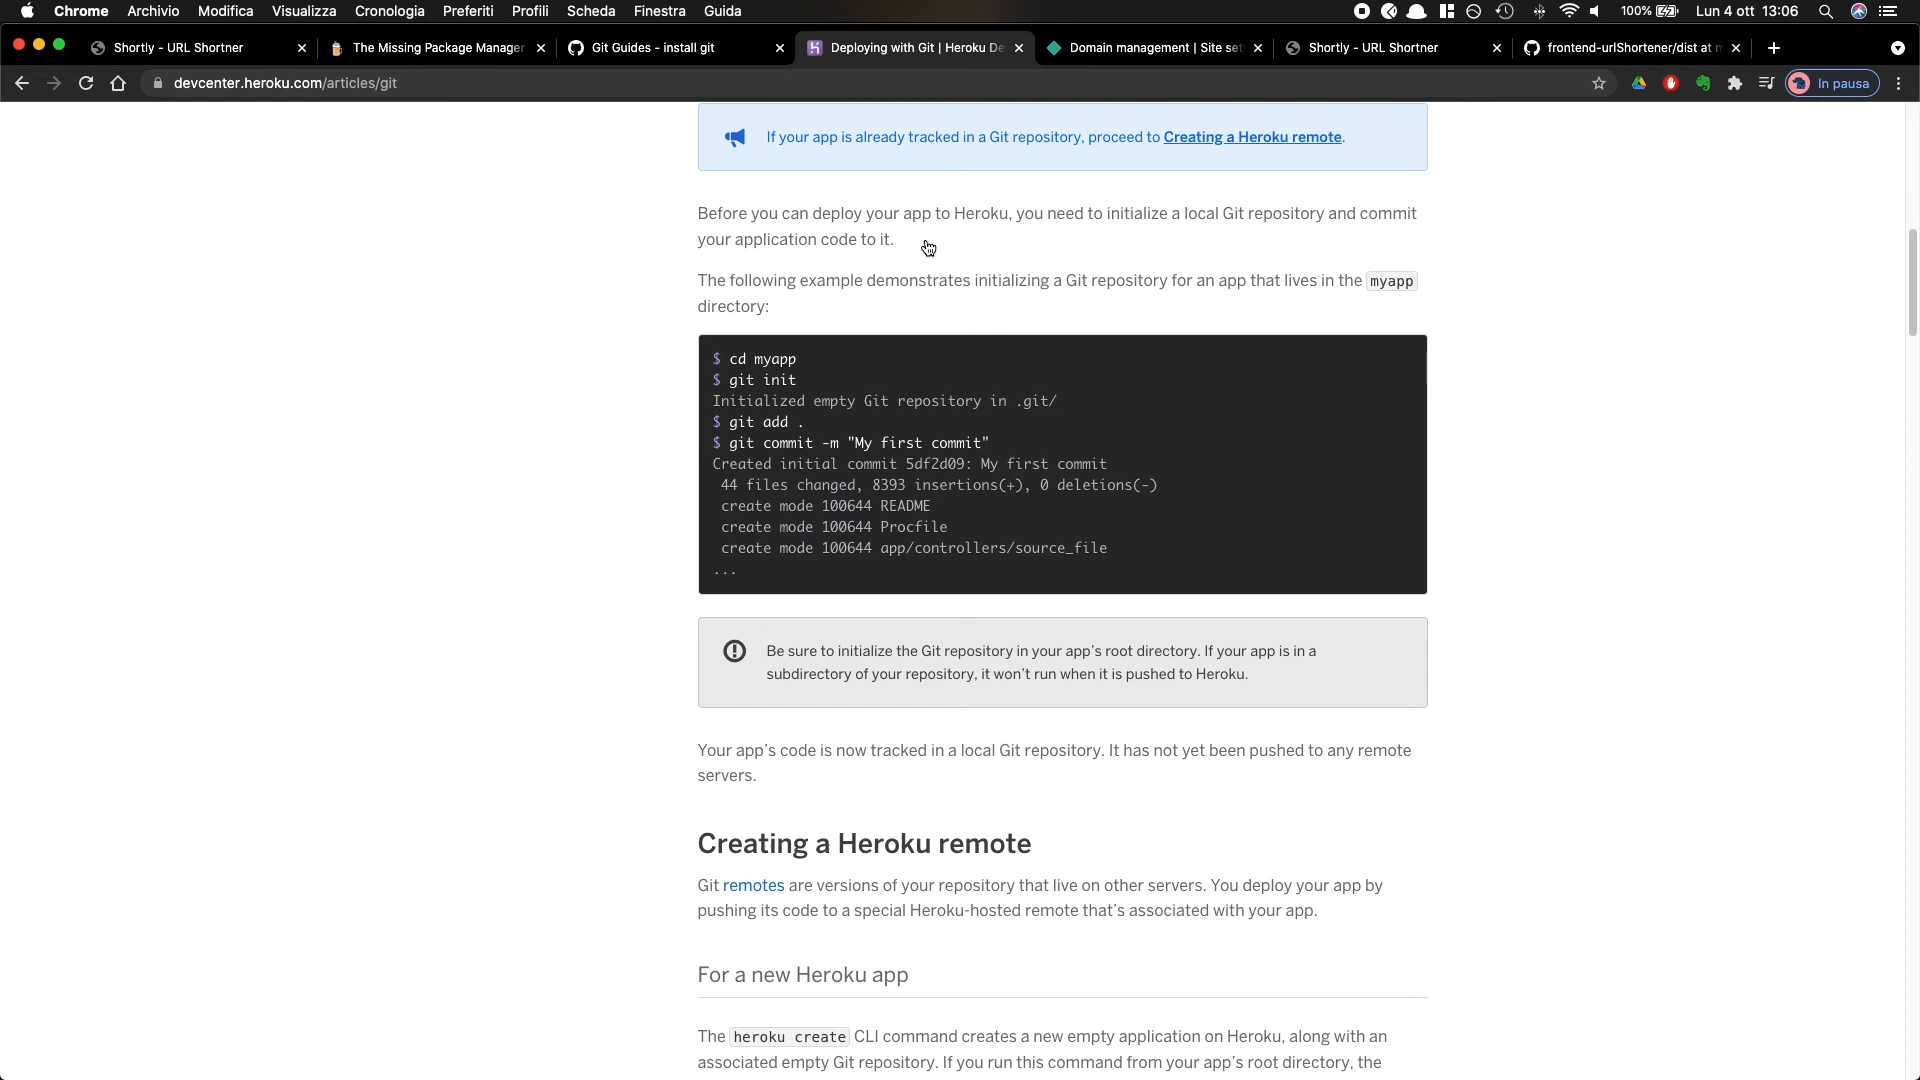 Chrome Archivio Modifica Visualizza Cronologia Preferiti Profili Scheda Finestra Guida 100% Lun 4 ott 13:06
Shortly - URL Shortner The Missing Package Manager Git Guides - install git Deploying with Git | Heroku De Domain management | Site set Shortly - URL Shortner frontend-urlShortener/dist at m
devcenter.heroku.com/articles/git In pausa
If your app is already tracked in a Git repository, proceed to Creating a Heroku remote.
Before you can deploy your app to Heroku, you need to initialize a local Git repository and commit
your application code to it.
The following example demonstrates initializing a Git repository for an app that lives in the myapp
directory:
$ cd myapp
$ git init
Initialized empty Git repository in .git/
$ git add .
$ git commit -m "My first commit"
Created initial commit 5df2d09: My first commit
44 files changed, 8393 insertions(+), 0 deletions(-)
create mode 100644 README
create mode 100644 Procfile
create mode 100644 app/controllers/source_file
...
Be sure to initialize the Git repository in your app's root directory. If your app is in a
subdirectory of your repository, it won't run when it is pushed to Heroku.
Your app's code is now tracked in a local Git repository. It has not yet been pushed to any remote
servers.
Creating a Heroku remote
Git remotes are versions of your repository that live on other servers. You deploy your app by
pushing its code to a special Heroku-hosted remote that's associated with your app.
For a new Heroku app
The heroku create CLI command creates a new empty application on Heroku, along with an
associated empty Git repository. If you run this command from your app's root directory, the